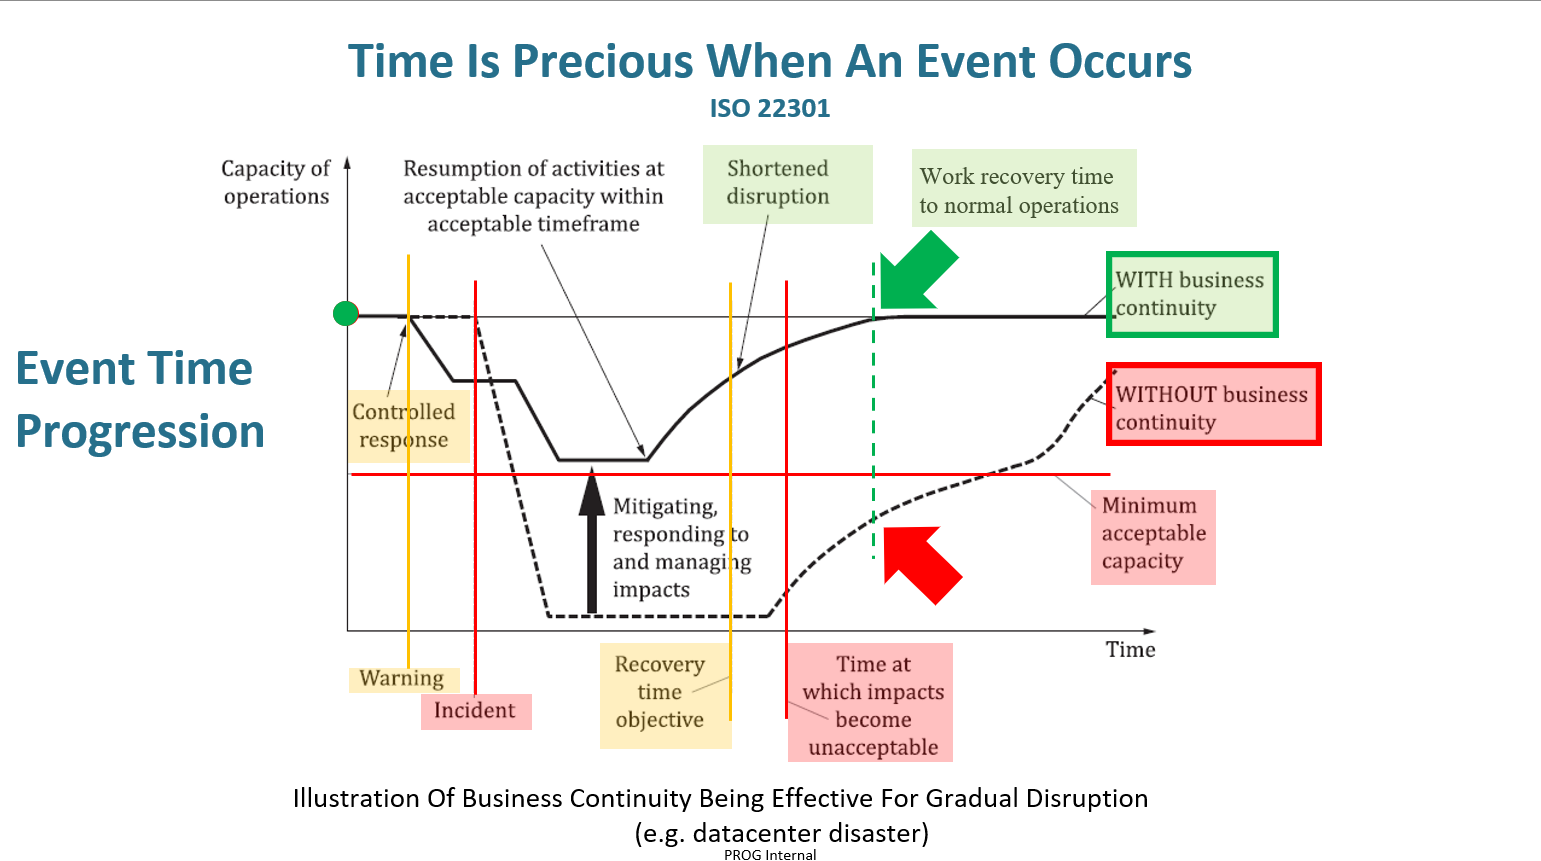 Time Is Precious When An Event Occurs
ISO 22301
Capacity of
operations
Resumption of activities at
acceptable capacity within
acceptable timeframe
Shortened
disruption
Work recovery time
to normal operations
WITH business
continuity
Event Time
Progression
WITHOUT business
continuity
Controlled
response
Mitigating,
responding to
and managing
impacts
Minimum
acceptable
capacity
Time
Warning
Incident
Recovery
time
objective
Time at
which impacts
become
unacceptable
Illustration Of Business Continuity Being Effective For Gradual Disruption
(e.g. datacenter disaster)
PROG Internal